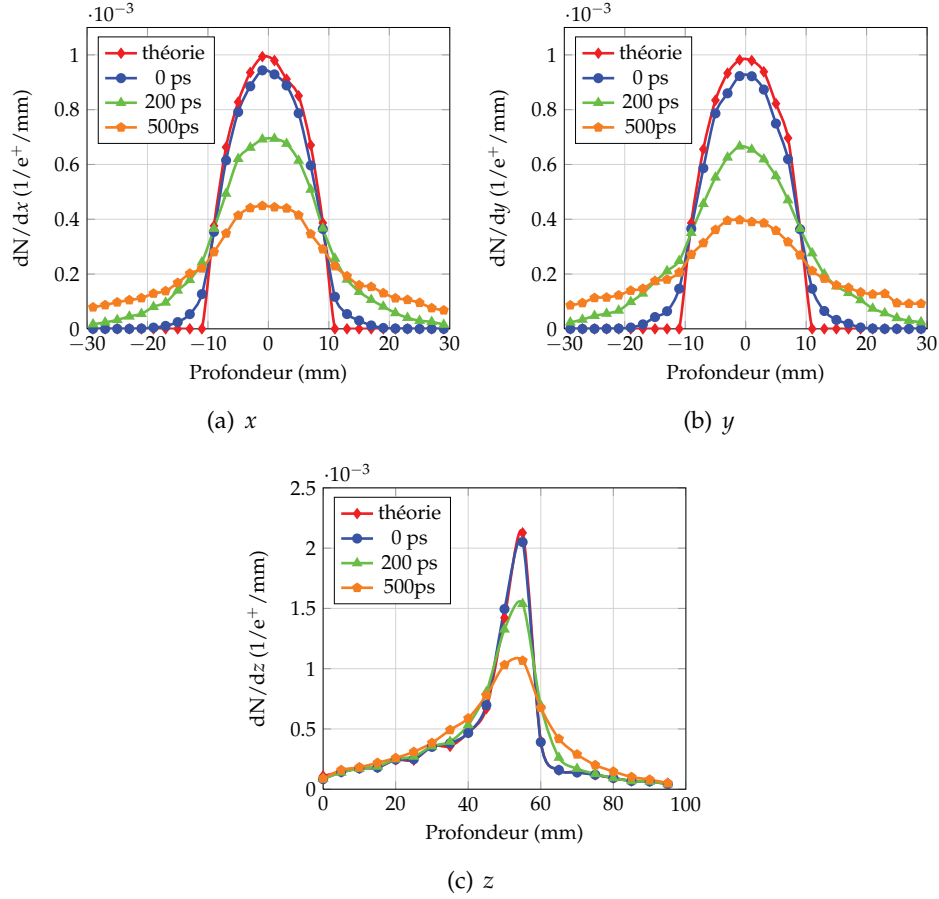 ·10⁻³
1
0.8
0.6
0.4
0.2
0
dN/dx (1/e⁺/mm)
théorie
0 ps
200 ps
500ps
−30 −20 −10 0 10 20 30
Profondeur (mm)
(a) x
·10⁻³
1
0.8
0.6
0.4
0.2
0
dN/dy (1/e⁺/mm)
théorie
0 ps
200 ps
500ps
−30 −20 −10 0 10 20 30
Profondeur (mm)
(b) y
·10⁻³
2.5
2
1.5
1
0.5
0
dN/dz (1/e⁺/mm)
théorie
0 ps
200 ps
500ps
0 20 40 60 80 100
Profondeur (mm)
(c) z